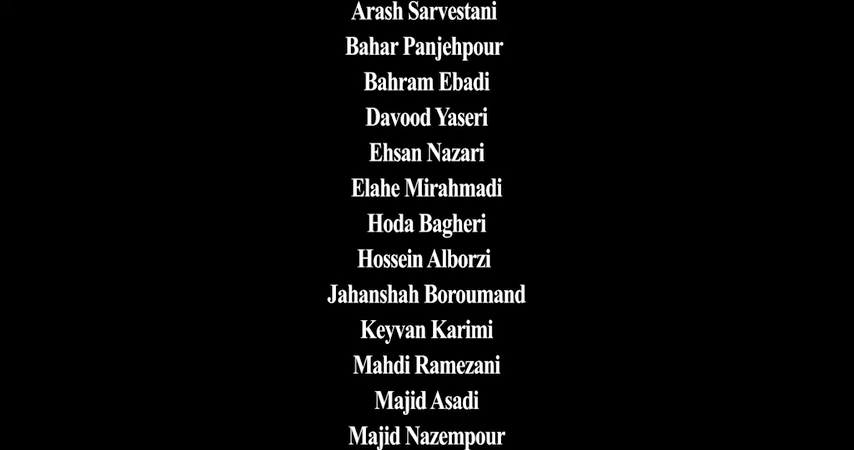 Arash Sarvestani
Bahar Panjehpour
Bahram Ebadi
Davood Yaseri
Ehsan Nazari
Elahe Mirahmadi
Hoda Bagheri
Hossein Alborzi
Jahanshah Boroumand
Keyvan Karimi
Mahdi Ramezani
Majid Asadi
Majid Nazempour